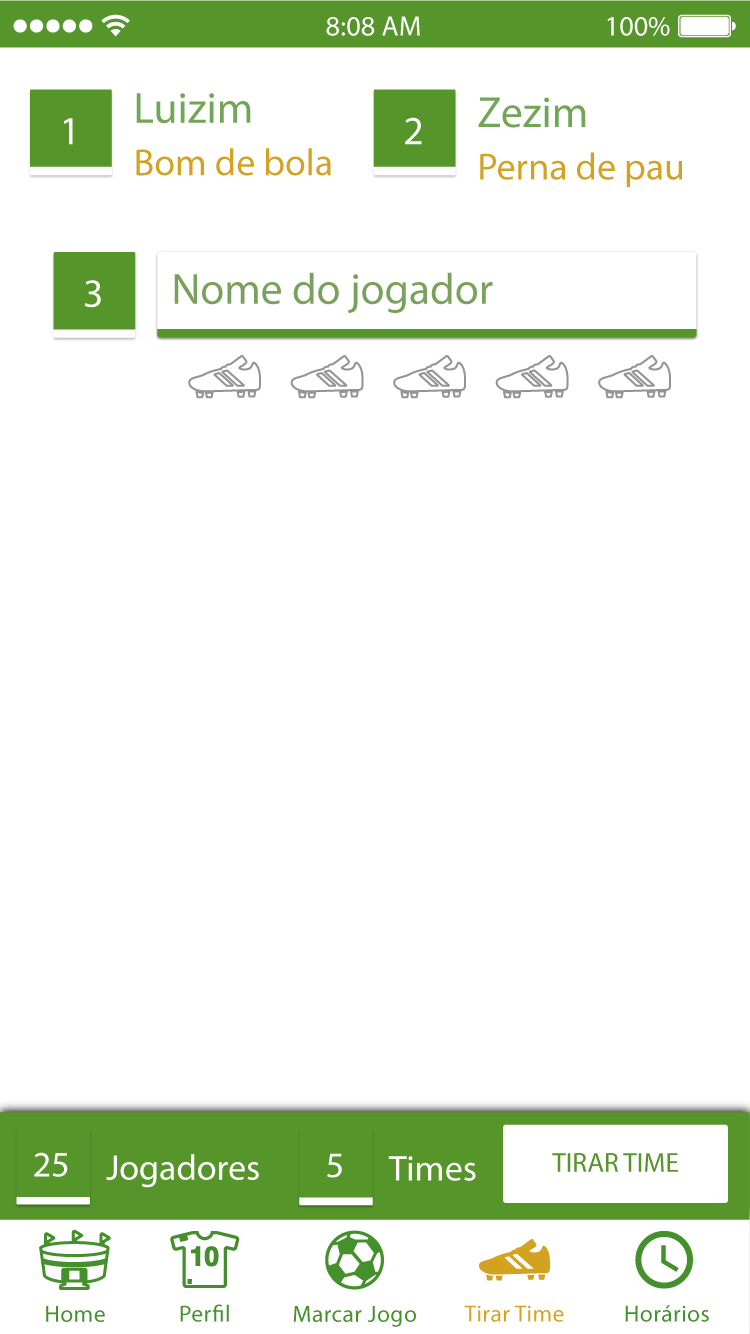 8:08 AM 100%
1 Luizim
Bom de bola
2 Zezim
Perna de pau
3 Nome do jogador
25 Jogadores 5 Times TIRAR TIME
10
Home Perfil Marcar Jogo Tirar Time Horários